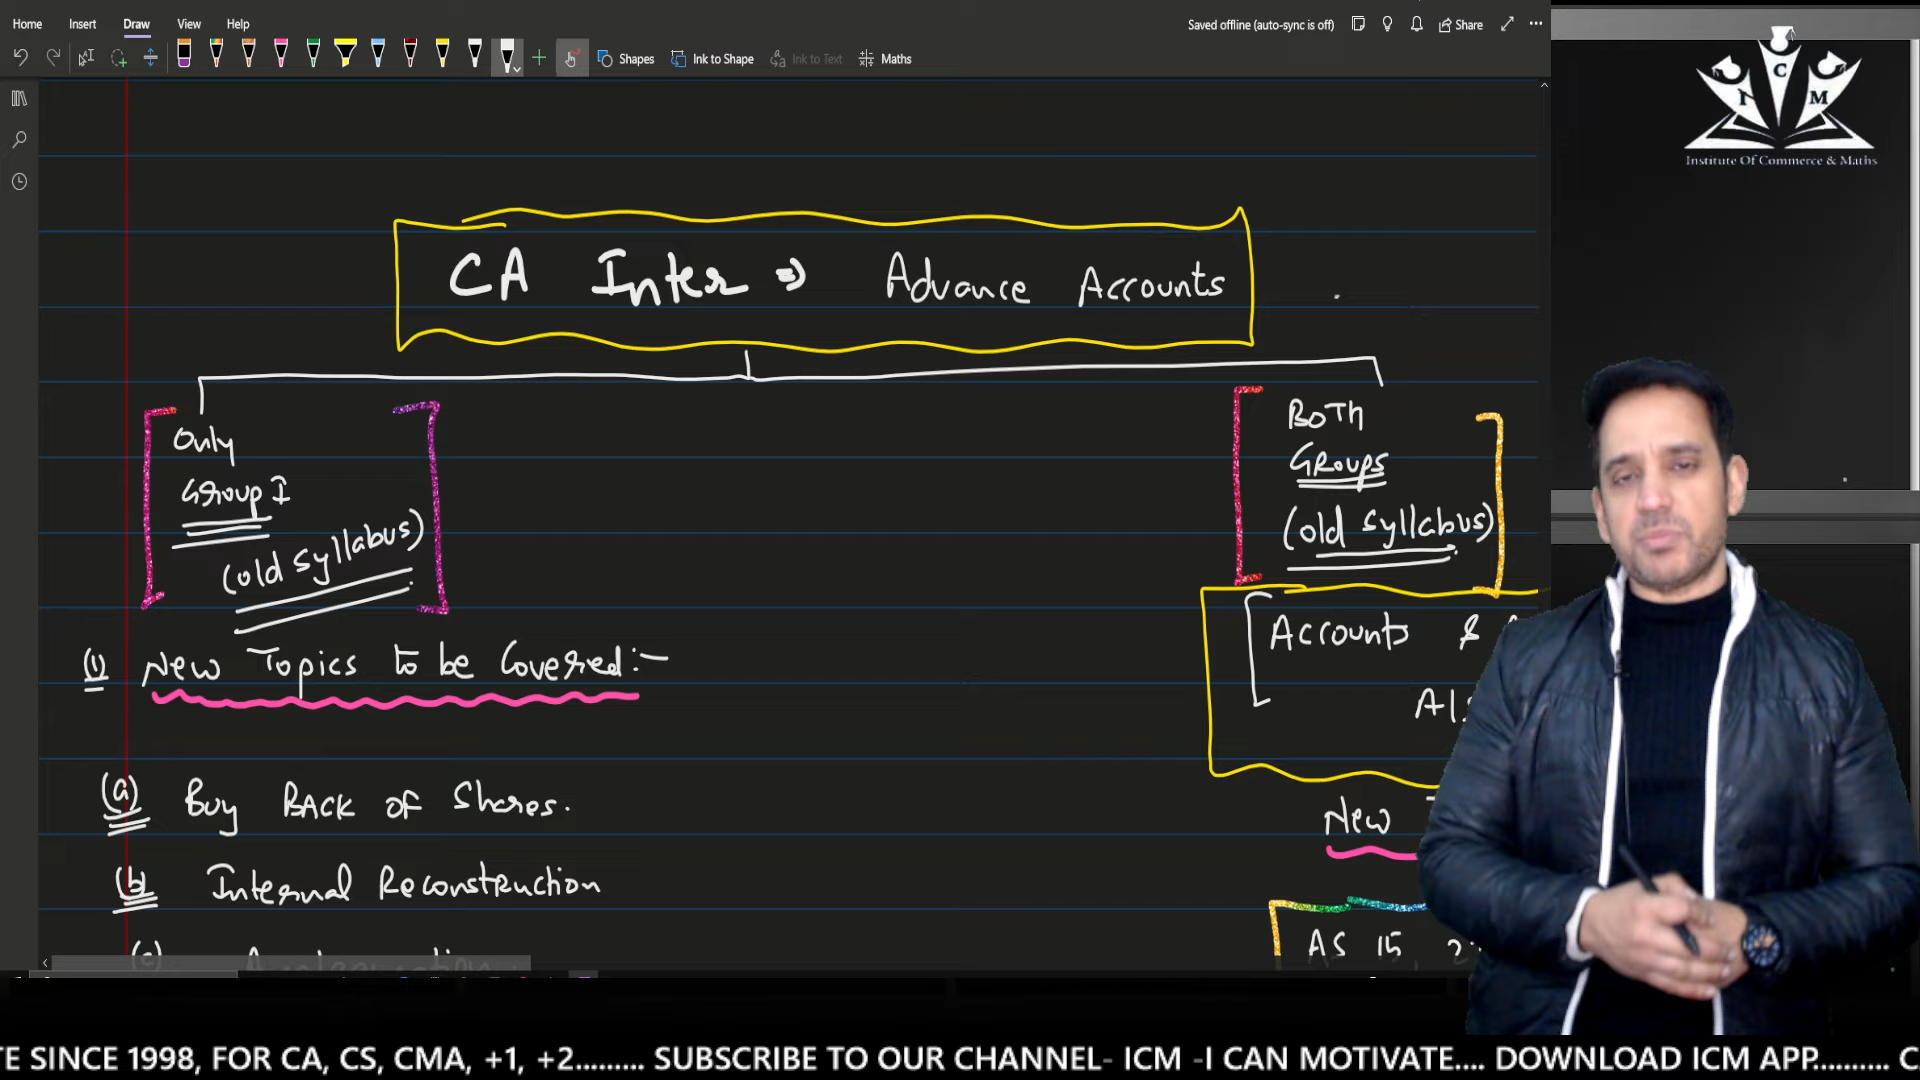 Home Insert Draw View Help
Saved offline (auto-sync is off) Share
Shapes Ink to Shape Ink to Text Maths
I C M
Institute Of Commerce & Maths
CA Inter ⇒ Advance Accounts
Only
Group I
(old syllabus)
BOTH
GROUPS
(old syllabus)
Accounts &
(1) New Topics to be Covered:-
(a) Buy BACK OF Shares.
New
(b) Internal Reconstruction
AS 15,
(c)
TE SINCE 1998, FOR CA, CS, CMA, +1, +2......... SUBSCRIBE TO OUR CHANNEL- ICM -I CAN MOTIVATE.... DOWNLOAD ICM APP.......... C